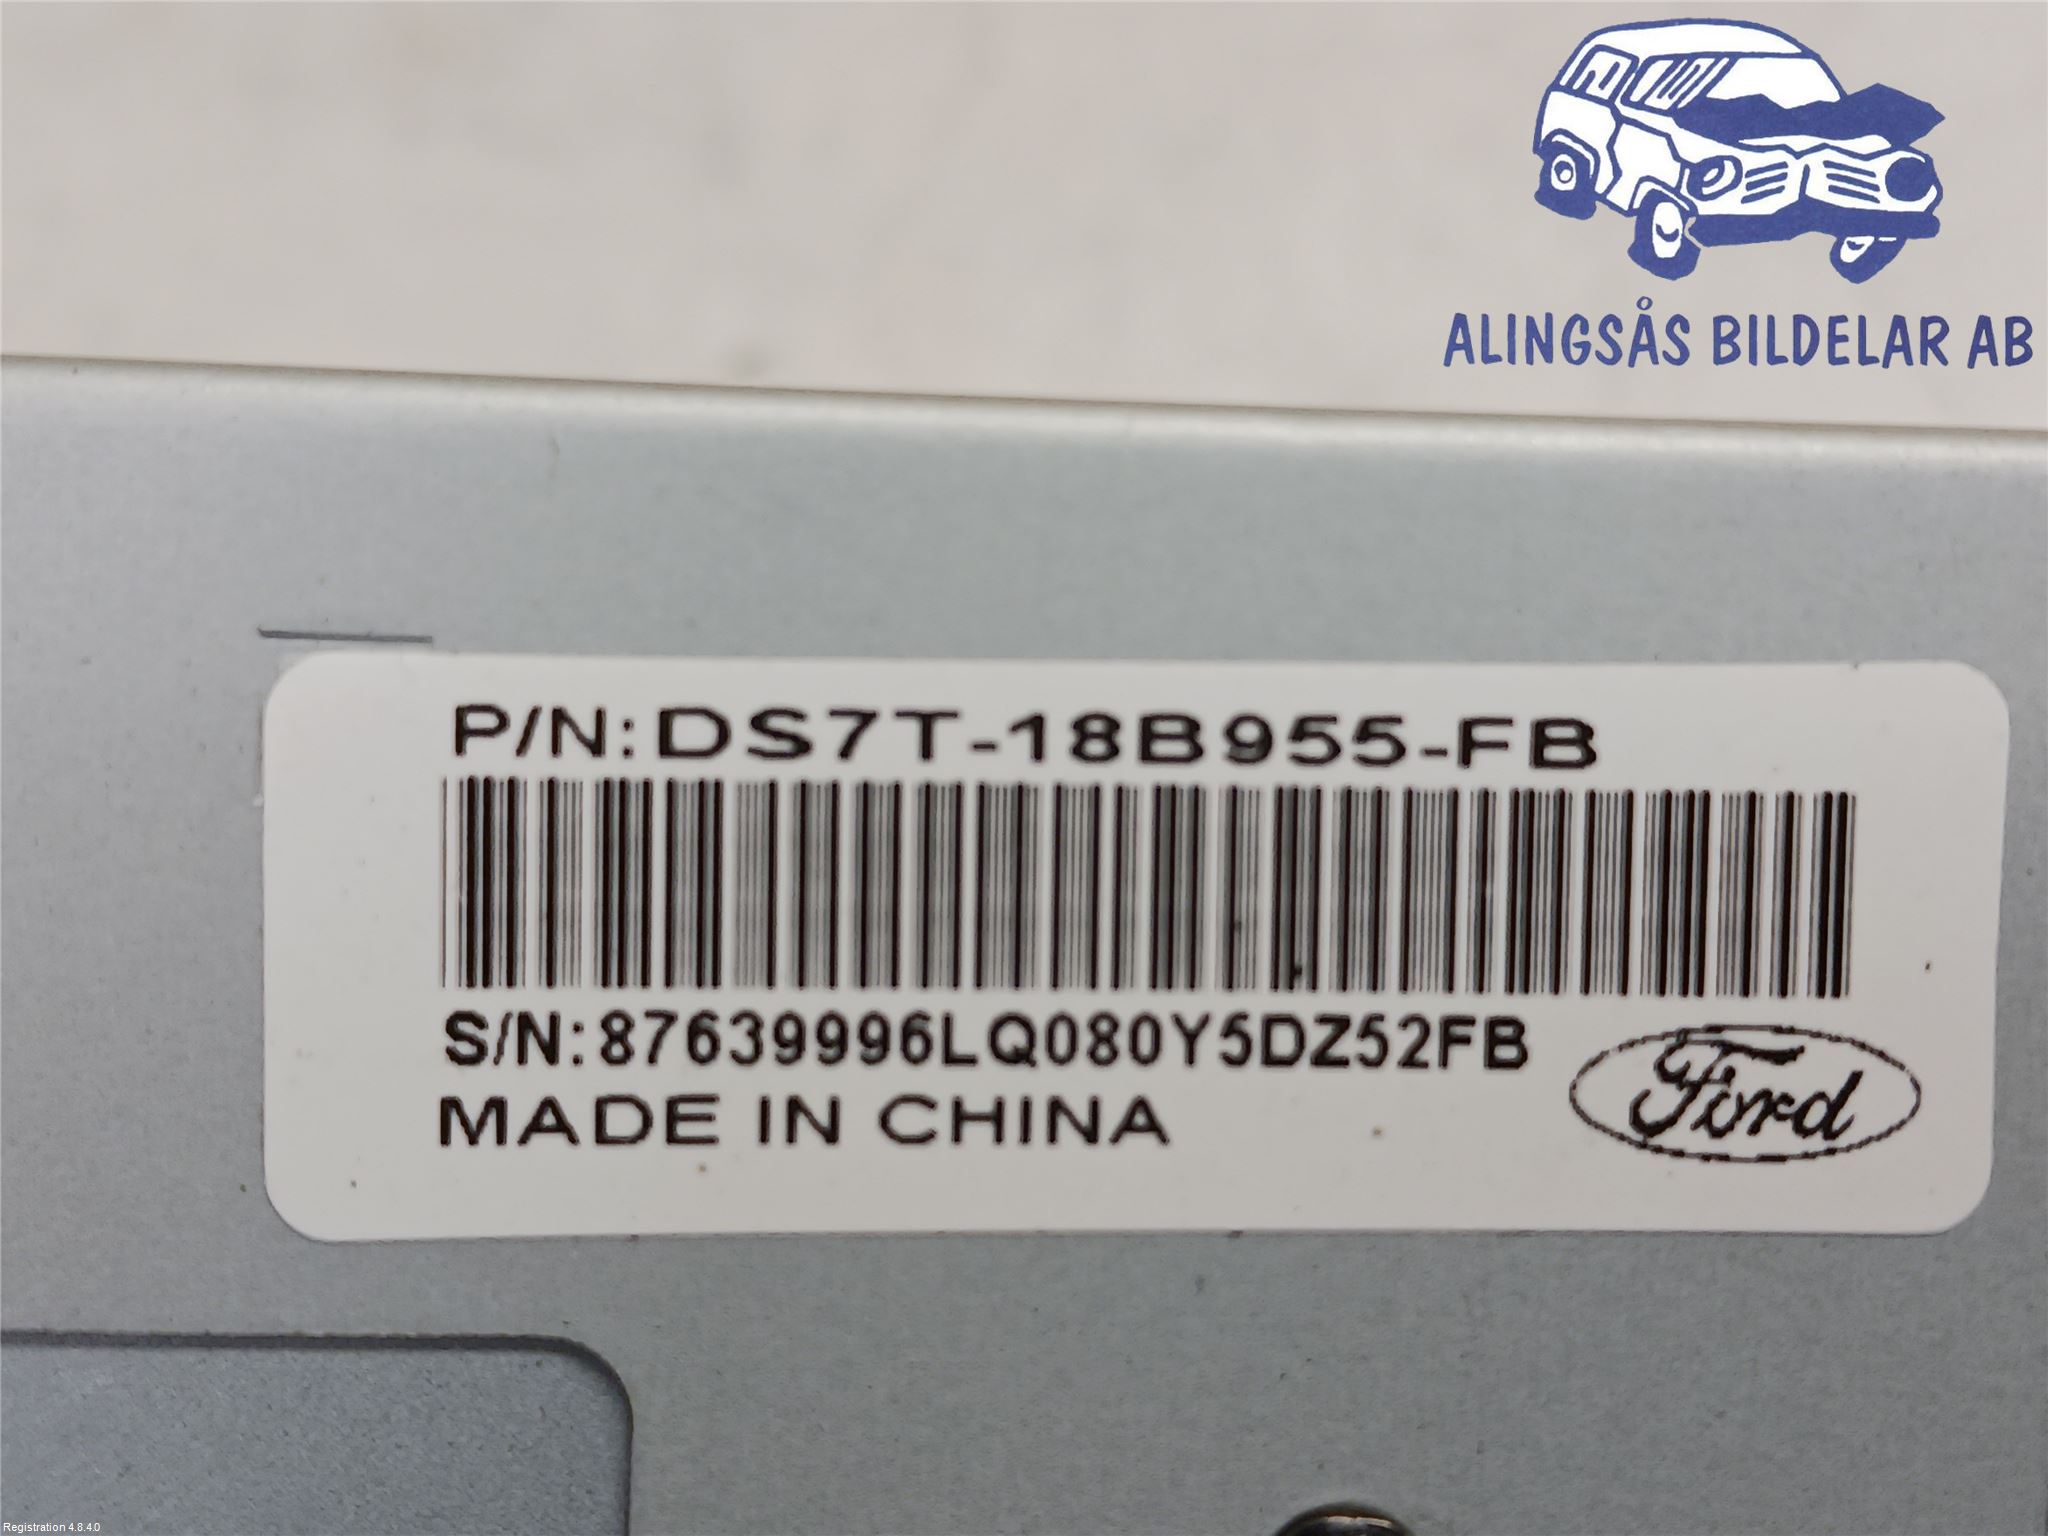 ALINGSÅS BILDELAR AB
P/N:DS7T-18B955-FB
S/N:87639996LQ080Y5DZ52FB
MADE IN CHINA
Ford
Registration 4.8.4.0